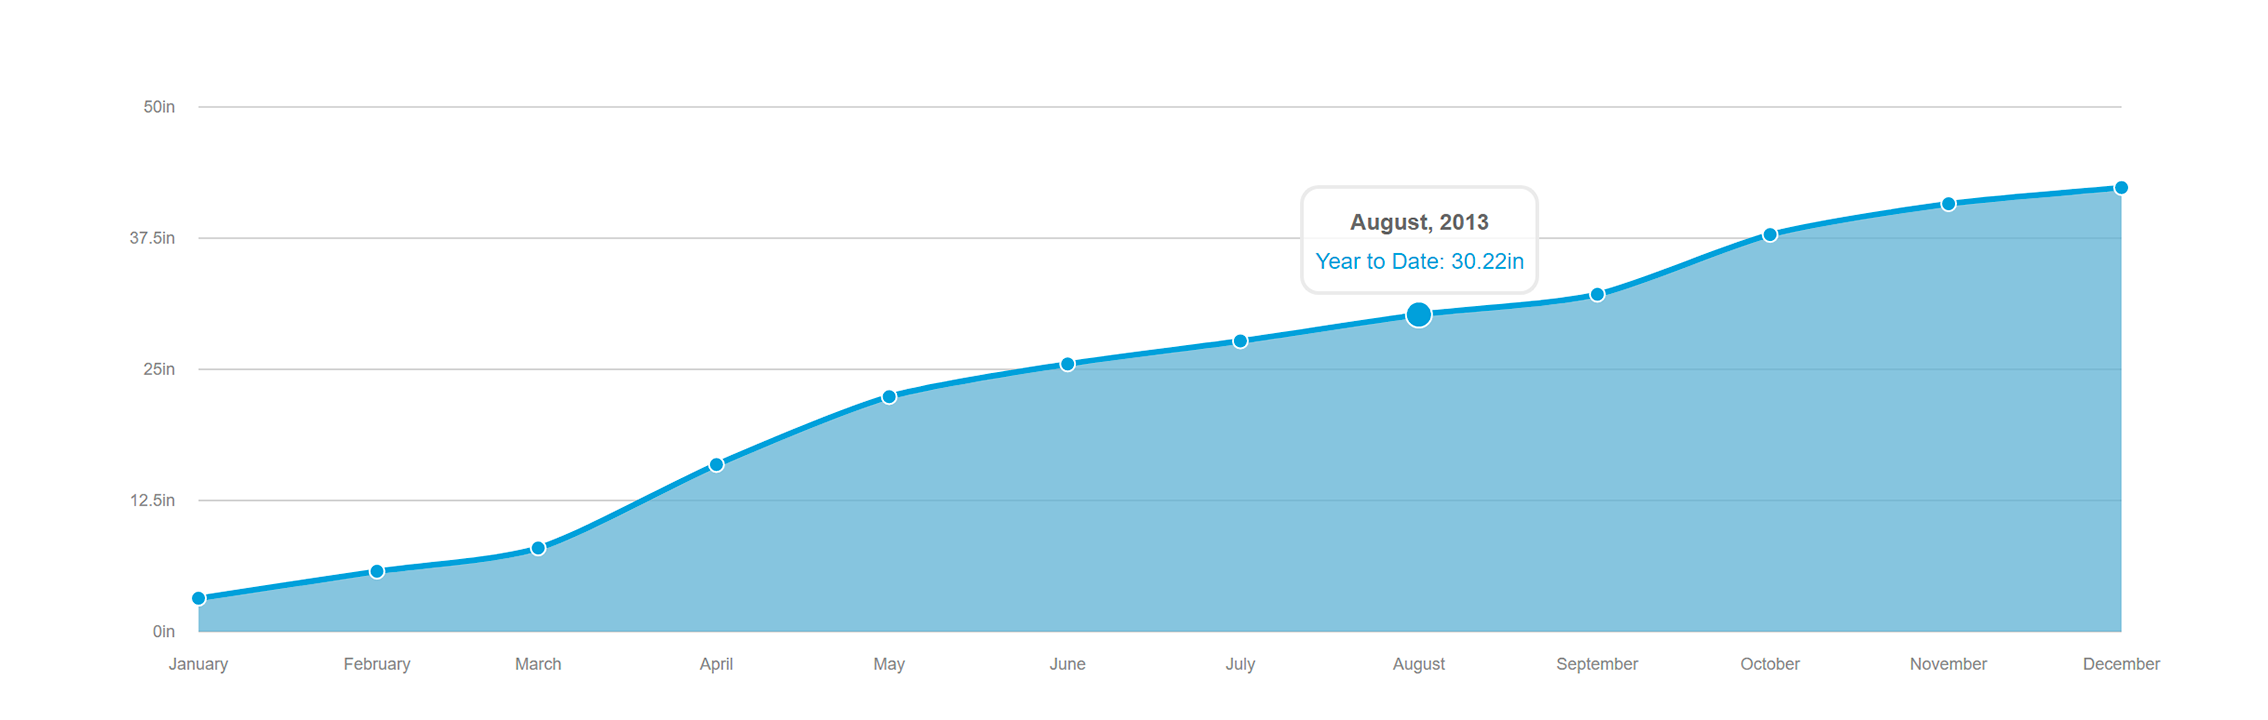 50in
37.5in
25in
12.5in
0in
August, 2013
Year to Date: 30.22in
January February March April May June July August September October November December